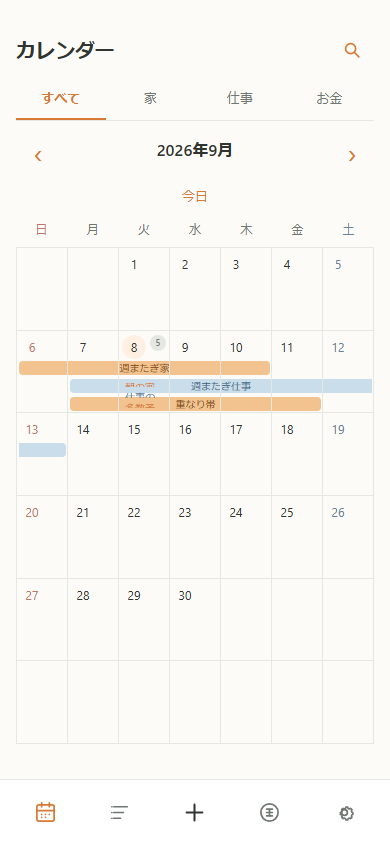 カレンダー
すべて 家 仕事 お金
‹ 2026年9月 ›
今日
日 月 火 水 木 金 土
1 2 3 4 5
6 7 8 5 9 10 11 12
週またぎ家
週またぎ仕事
重なり帯
13 14 15 16 17 18 19
20 21 22 23 24 25 26
27 28 29 30